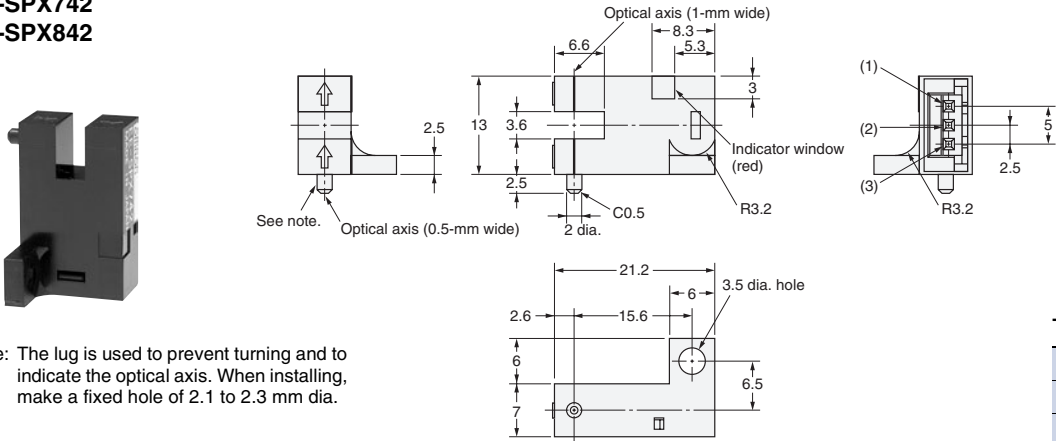 -SPX742
-SPX842
Optical axis (1-mm wide)
8.3
6.6
5.3
3
13
3.6
2.5
2.5
Indicator window
(red)
(1)
(2)
(3)
5
2.5
See note.
Optical axis (0.5-mm wide)
C0.5
2 dia.
R3.2
R3.2
21.2
3.5 dia. hole
6
2.6
15.6
6
6.5
7
e: The lug is used to prevent turning and to
indicate the optical axis. When installing,
make a fixed hole of 2.1 to 2.3 mm dia.